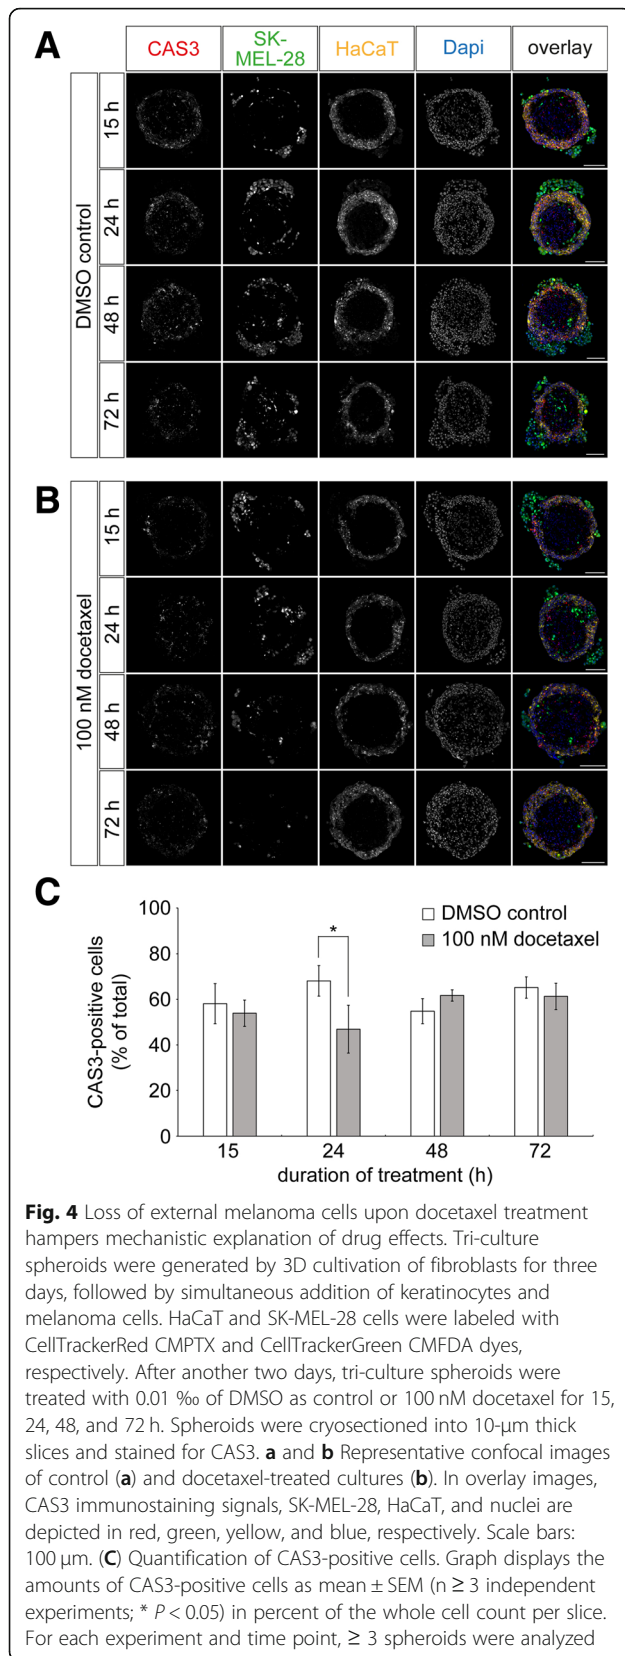 A
CAS3
SK-
MEL-28
HaCaT
Dapi
overlay
DMSO control
15 h
24 h
48 h
72 h
B
100 nM docetaxel
15 h
24 h
48 h
72 h
C
100
80
60
40
20
0
CAS3-positive cells
(% of total)
*
DMSO control
100 nM docetaxel
15 24 48 72
duration of treatment (h)
Fig. 4 Loss of external melanoma cells upon docetaxel treatment
hampers mechanistic explanation of drug effects. Tri-culture
spheroids were generated by 3D cultivation of fibroblasts for three
days, followed by simultaneous addition of keratinocytes and
melanoma cells. HaCaT and SK-MEL-28 cells were labeled with
CellTrackerRed CMPTX and CellTrackerGreen CMFDA dyes,
respectively. After another two days, tri-culture spheroids were
treated with 0.01 ‰ of DMSO as control or 100 nM docetaxel for 15,
24, 48, and 72 h. Spheroids were cryosectioned into 10-μm thick
slices and stained for CAS3. a and b Representative confocal images
of control (a) and docetaxel-treated cultures (b). In overlay images,
CAS3 immunostaining signals, SK-MEL-28, HaCaT, and nuclei are
depicted in red, green, yellow, and blue, respectively. Scale bars:
100 μm. (C) Quantification of CAS3-positive cells. Graph displays the
amounts of CAS3-positive cells as mean ± SEM (n ≥ 3 independent
experiments; * P < 0.05) in percent of the whole cell count per slice.
For each experiment and time point, ≥ 3 spheroids were analyzed